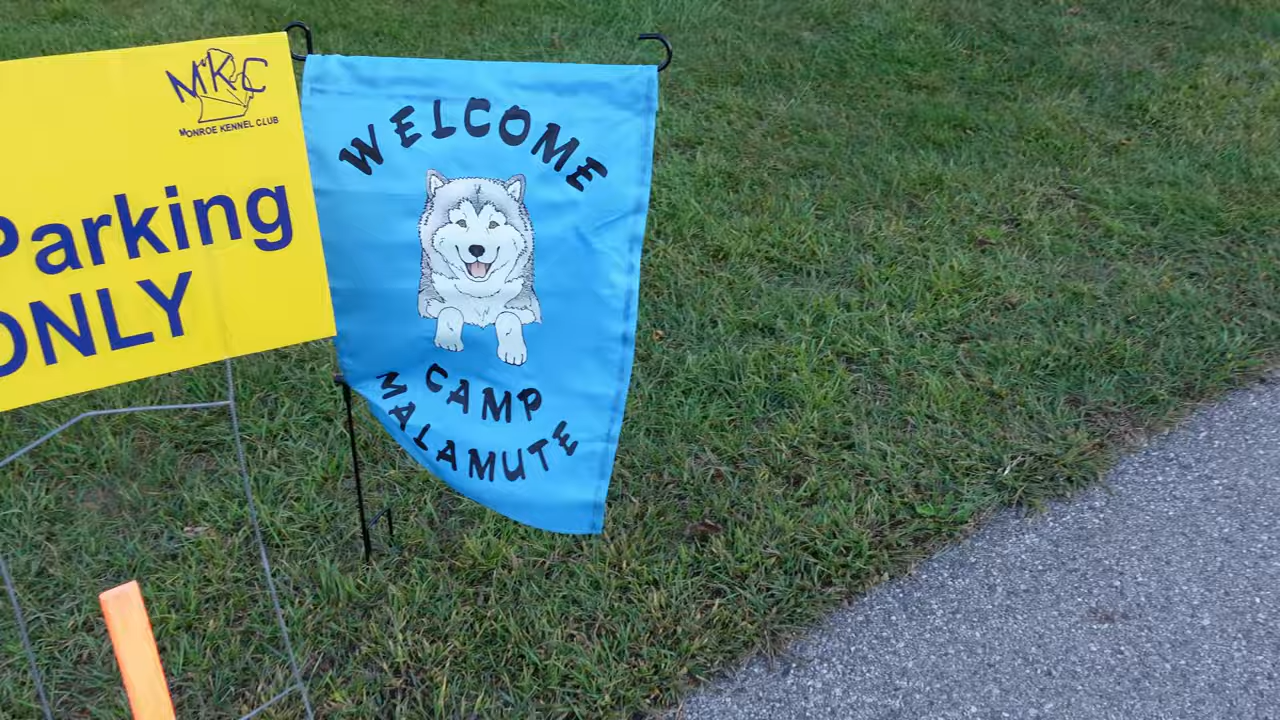 MKC
MONROE KENNEL CLUB
Parking
ONLY
WELCOME
CAMP
MALAMUTE